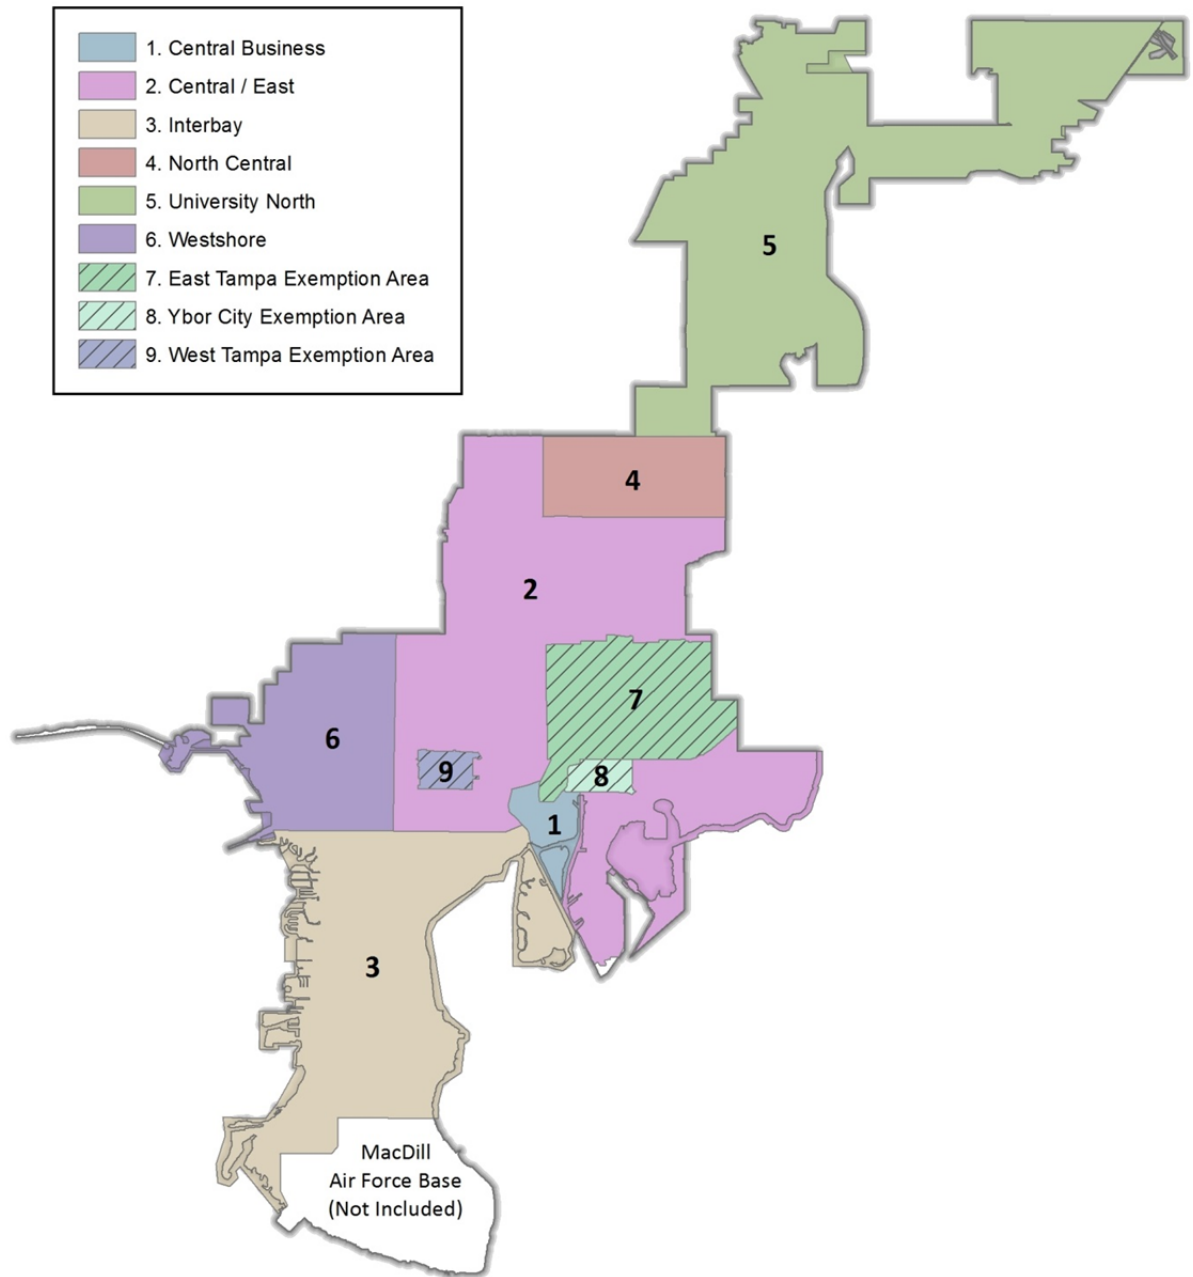 1. Central Business
2. Central / East
3. Interbay
4. North Central
5. University North
6. Westshore
7. East Tampa Exemption Area
8. Ybor City Exemption Area
9. West Tampa Exemption Area
5
4
2
7
6
9
8
1
3
MacDill
Air Force Base
(Not Included)